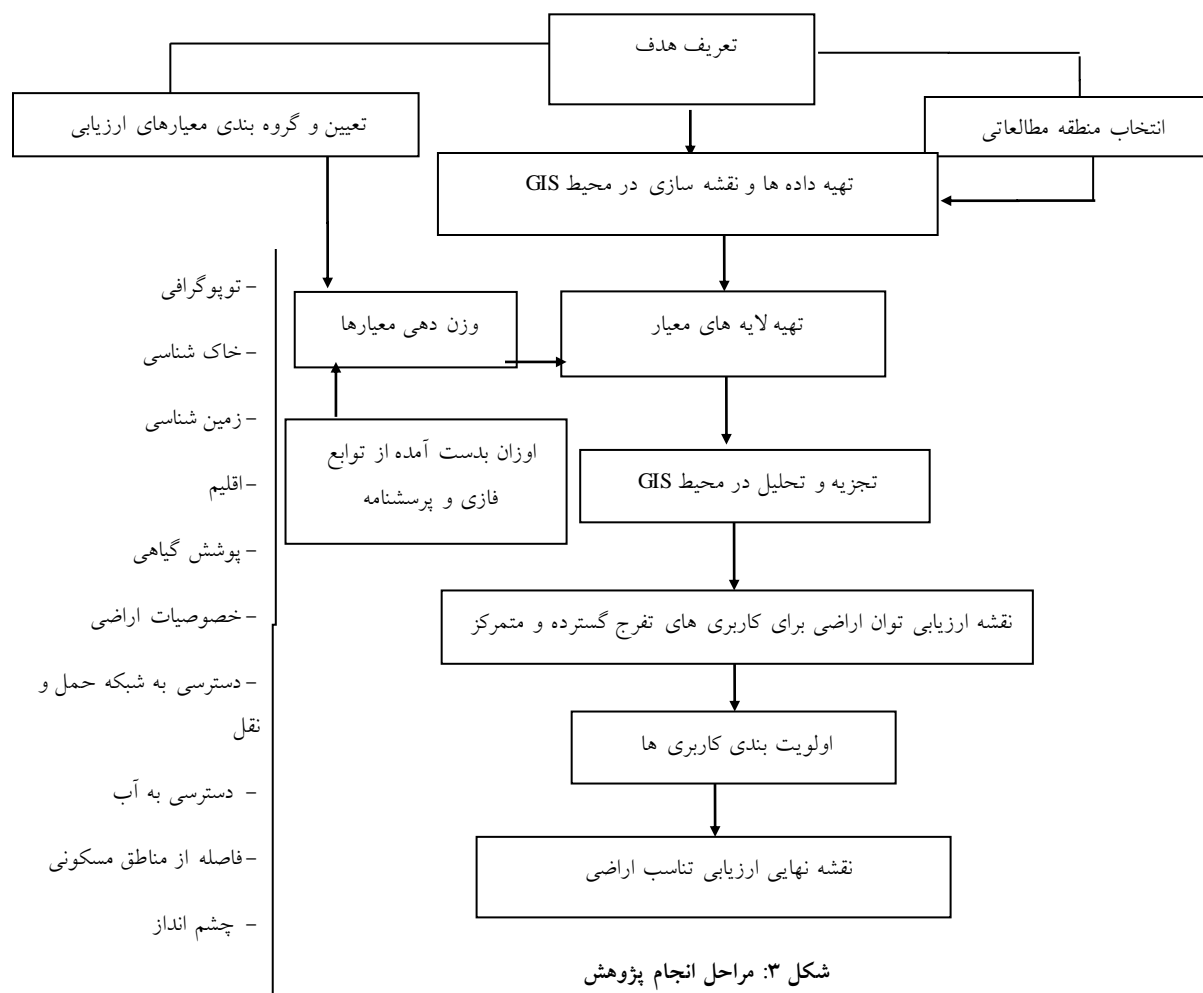 تعریف هدف
تعیین و گروه بندی معیارهای ارزیابی
انتخاب منطقه مطالعاتی
تهیه داده ها و نقشه سازی در محیط GIS
وزن دهی معیارها
تهیه لایه های معیار
اوزان بدست آمده از توابع
فازی و پرسشنامه
تجزیه و تحلیل در محیط GIS
نقشه ارزیابی توان اراضی برای کاربری های تفرج گسترده و متمرکز
اولویت بندی کاربری ها
نقشه نهایی ارزیابی تناسب اراضی
-توپوگرافی
-خاک شناسی
-زمین شناسی
-اقلیم
-پوشش گیاهی
-خصوصیات اراضی
-دسترسی به شبکه حمل و
نقل
- دسترسی به آب
-فاصله از مناطق مسکونی
- چشم انداز
شکل ۳: مراحل انجام پژوهش